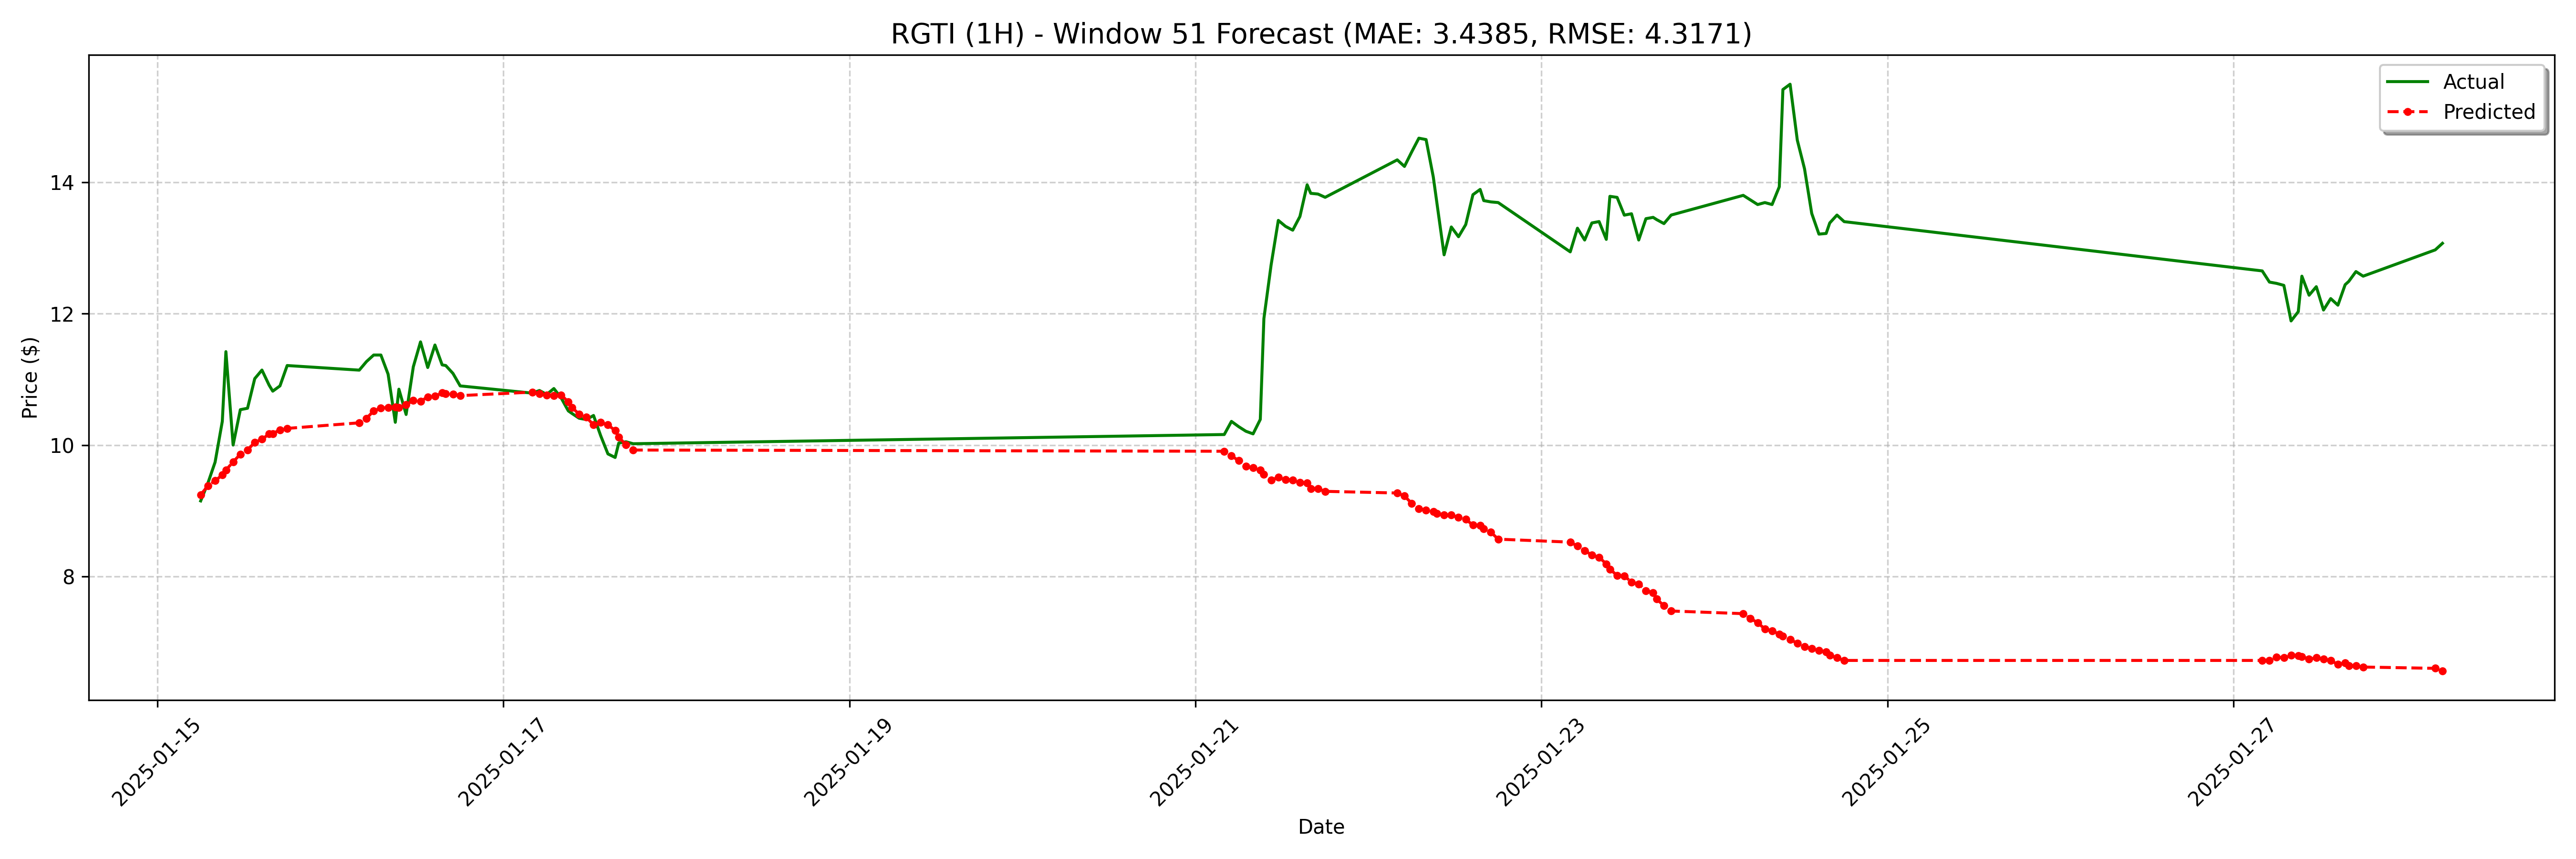 RGTI (1H) - Window 51 Forecast (MAE: 3.4385, RMSE: 4.3171)
Actual
Predicted
Price ($)
14
12
10
8
2025-01-15
2025-01-17
2025-01-19
2025-01-21
2025-01-23
2025-01-25
2025-01-27
Date